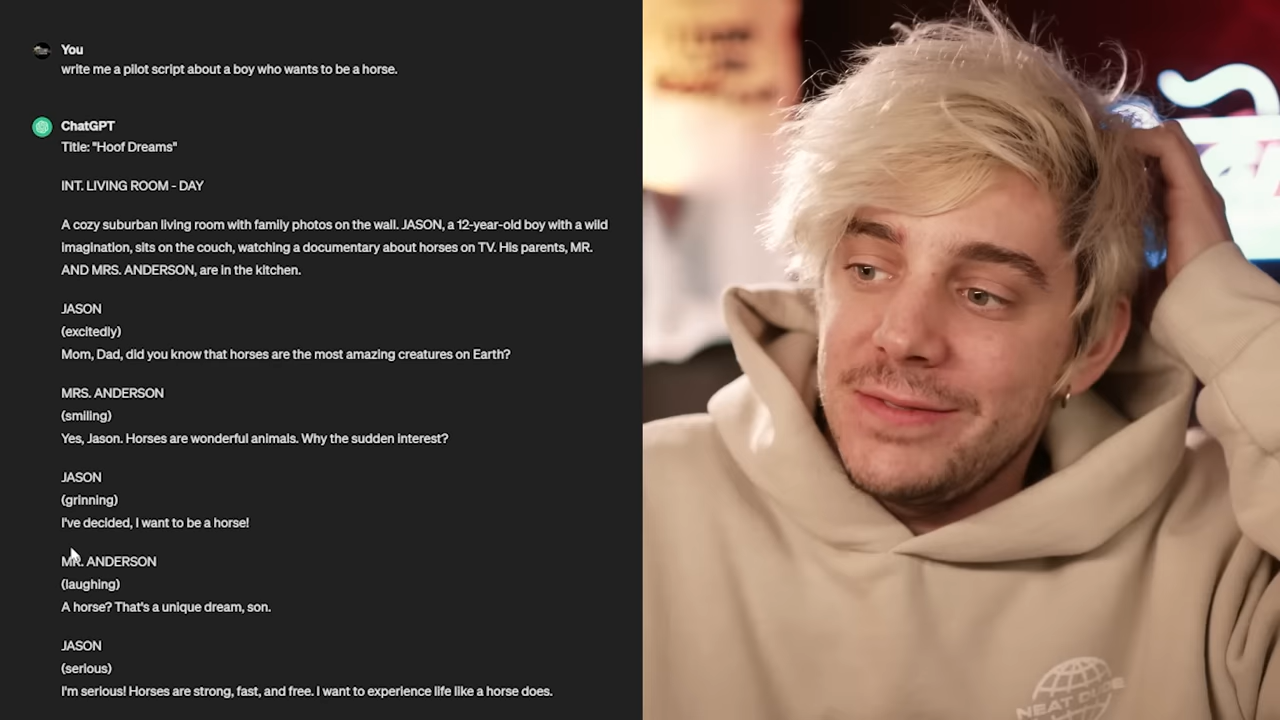 You
write me a pilot script about a boy who wants to be a horse.
ChatGPT
Title: "Hoof Dreams"
INT. LIVING ROOM - DAY
A cozy suburban living room with family photos on the wall. JASON, a 12-year-old boy with a wild
imagination, sits on the couch, watching a documentary about horses on TV. His parents, MR.
AND MRS. ANDERSON, are in the kitchen.
JASON
(excitedly)
Mom, Dad, did you know that horses are the most amazing creatures on Earth?
MRS. ANDERSON
(smiling)
Yes, Jason. Horses are wonderful animals. Why the sudden interest?
JASON
(grinning)
I've decided, I want to be a horse!
MR. ANDERSON
(laughing)
A horse? That's a unique dream, son.
JASON
(serious)
I'm serious! Horses are strong, fast, and free. I want to experience life like a horse does.
NEAT DUDE